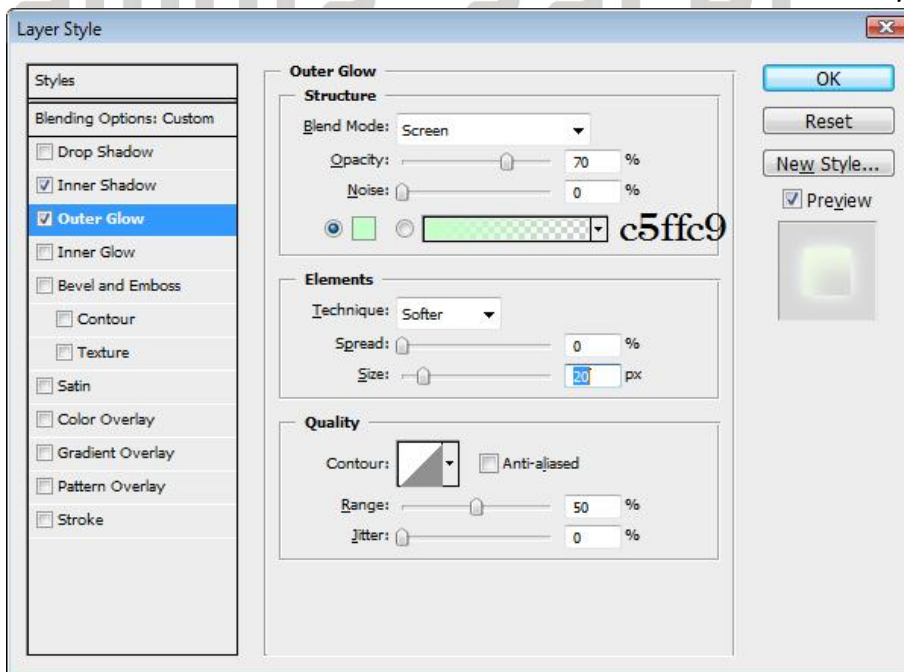 Layer Style
Styles
Blending Options: Custom
Drop Shadow
Inner Shadow
Outer Glow
Inner Glow
Bevel and Emboss
Contour
Texture
Satin
Color Overlay
Gradient Overlay
Pattern Overlay
Stroke
Outer Glow
Structure
Blend Mode: Screen
Opacity: 70 %
Noise: 0 %
c5ffc9
Elements
Technique: Softer
Spread: 0 %
Size: 20 px
Quality
Contour: Anti-aliased
Range: 50 %
Jitter: 0 %
OK
Reset
New Style...
Preview